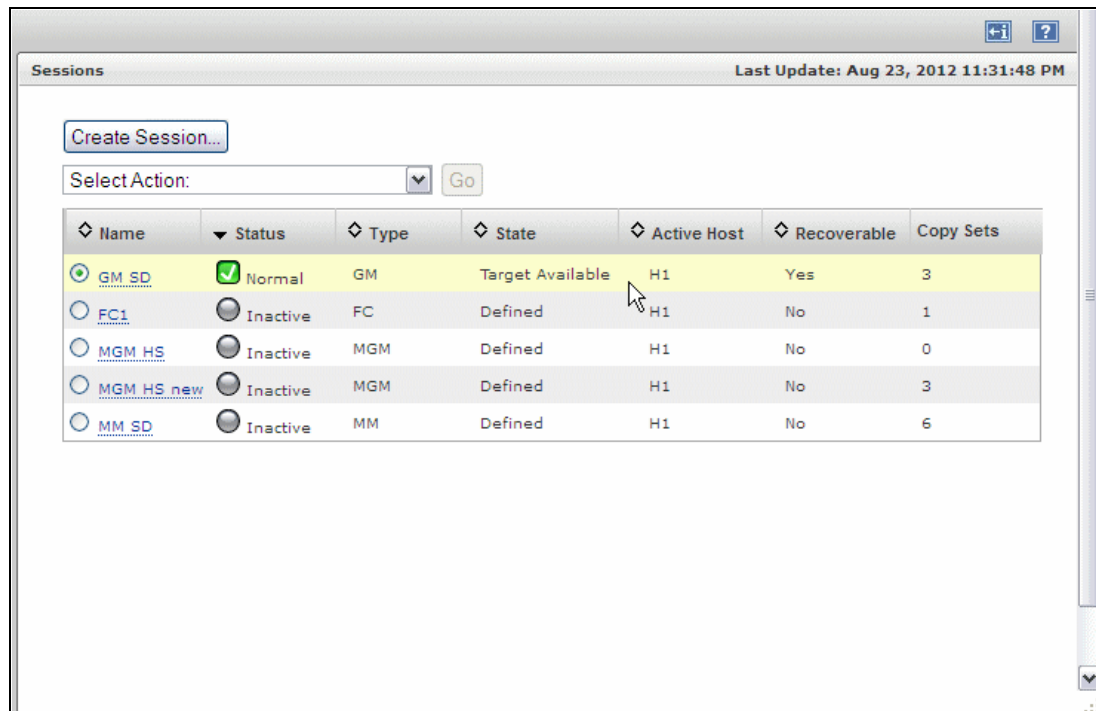 ?
Sessions Last Update: Aug 23, 2012 11:31:48 PM
Create Session...
Select Action: Go
Name Status Type State Active Host Recoverable Copy Sets
GM SD Normal GM Target Available H1 Yes 3
FC1 Inactive FC Defined H1 No 1
MGM HS Inactive MGM Defined H1 No 0
MGM HS new Inactive MGM Defined H1 No 3
MM SD Inactive MM Defined H1 No 6